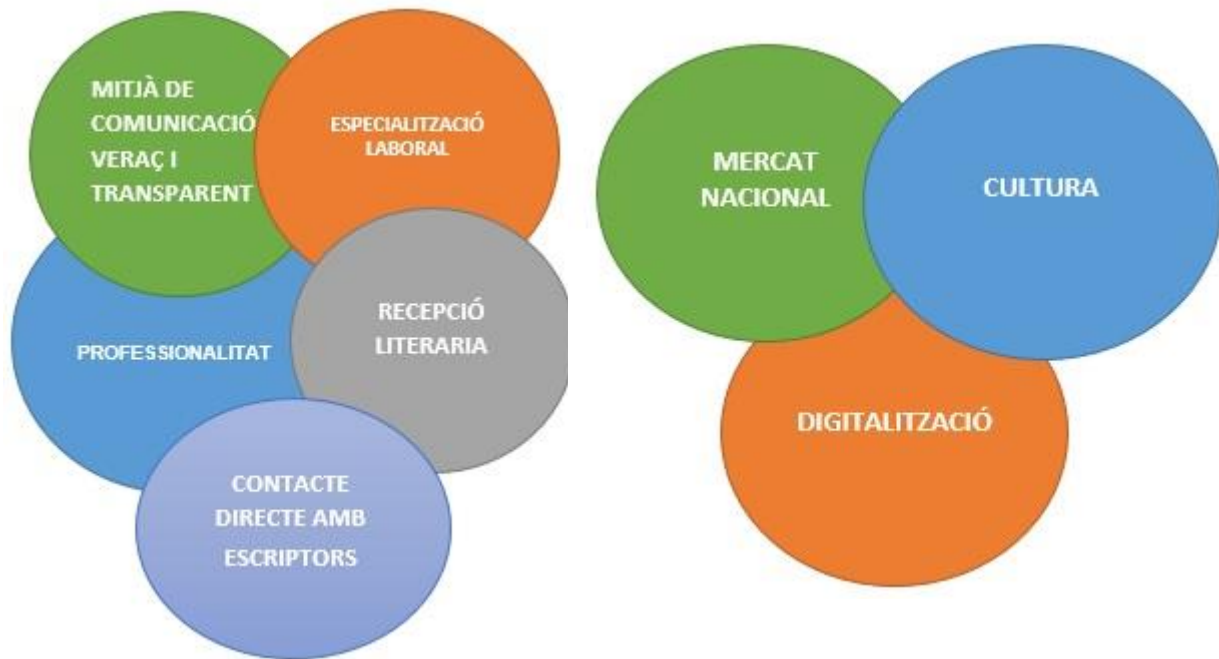 MITJÀ DE
COMUNICACIÓ
VERAÇ I
TRANSPARENT
ESPECIALITZACIÓ
LABORAL
PROFESSIONALITAT
RECEPCIÓ
LITERARIA
CONTACTE
DIRECTE AMB
ESCRIPTORS
MERCAT
NACIONAL
CULTURA
DIGITALITZACIÓ